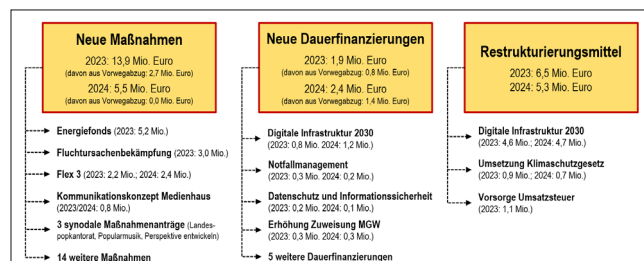 Neue Maßnahmen
2023: 13,9 Mio. Euro
(davon aus Vorwegabzug: 2,7 Mio. Euro)
2024: 5,5 Mio. Euro
(davon aus Vorwegabzug: 0,0 Mio. Euro)
Energiefonds (2023: 5,2 Mio.)
Fluchtursachenbekämpfung (2023: 3,0 Mio.)
Flex 3 (2023: 2,2 Mio.; 2024: 2,4 Mio.)
Kommunikationskonzept Medienhaus
(2023/2024: 0,8 Mio.)
3 synodale Maßnahmenanträge (Landes-
popkantorat, Popularmusik, Perspektive entwickeln)
14 weitere Maßnahmen
Neue Dauerfinanzierungen
2023: 1,9 Mio. Euro
(davon aus Vorwegabzug: 0,8 Mio. Euro)
2024: 2,4 Mio. Euro
(davon aus Vorwegabzug: 1,4 Mio. Euro)
Digitale Infrastruktur 2030
(2023: 0,8 Mio. 2024: 1,2 Mio.)
Notfallmanagement
(2023: 0,3 Mio. 2024: 0,2 Mio.)
Datenschutz und Informationssicherheit
(2023: 0,2 Mio. 2024: 0,1 Mio.)
Erhöhung Zuweisung MGW
(2023: 0,3 Mio. 2024: 0,3 Mio.)
5 weitere Dauerfinanzierungen
Restrukturierungsmittel
2023: 6,5 Mio. Euro
2024: 5,3 Mio. Euro
Digitale Infrastruktur 2030
(2023: 4,6 Mio.; 2024: 4,7 Mio.)
Umsetzung Klimaschutzgesetz
(2023: 0,9 Mio.; 2024: 0,7 Mio.)
Vorsorge Umsatzsteuer
(2023: 1,1 Mio.)